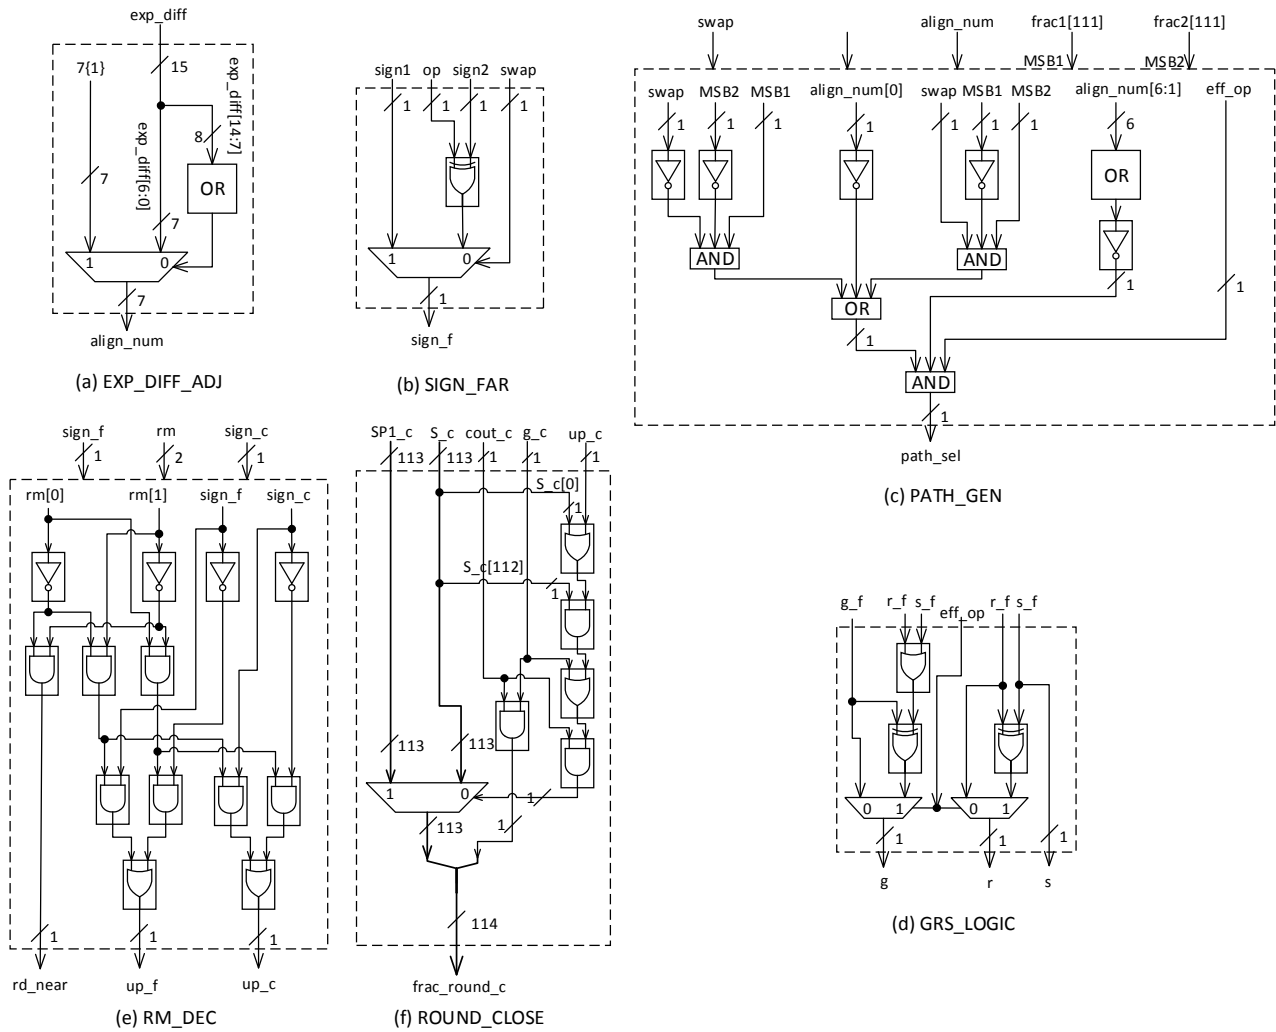 exp_diff
7{1}
15
exp_diff[14:7]
8
exp_diff[6:0]
OR
7
7
1
0
7
align_num
(a) EXP_DIFF_ADJ
sign1
op
sign2
swap
1
1
1
1
1
0
1
sign_f
(b) SIGN_FAR
swap
align_num
frac1[111]
frac2[111]
MSB1
MSB2
swap
MSB2
MSB1
align_num[0]
swap
MSB1
MSB2
align_num[6:1]
eff_op
1
1
1
1
1
1
1
6
OR
AND
AND
1
1
OR
1
AND
1
path_sel
(c) PATH_GEN
sign_f
rm
sign_c
1
2
1
rm[0]
rm[1]
sign_f
sign_c
1
1
1
rd_near
up_f
up_c
(e) RM_DEC
SP1_c
S_c
cout_c
g_c
up_c
113
113
1
1
1
S_c[0]
1
S_c[112]
1
113
113
1
0
1
113
1
114
frac_round_c
(f) ROUND_CLOSE
g_f
r_f
s_f
eff_op
r_f
s_f
0
1
0
1
1
1
1
g
r
s
(d) GRS_LOGIC